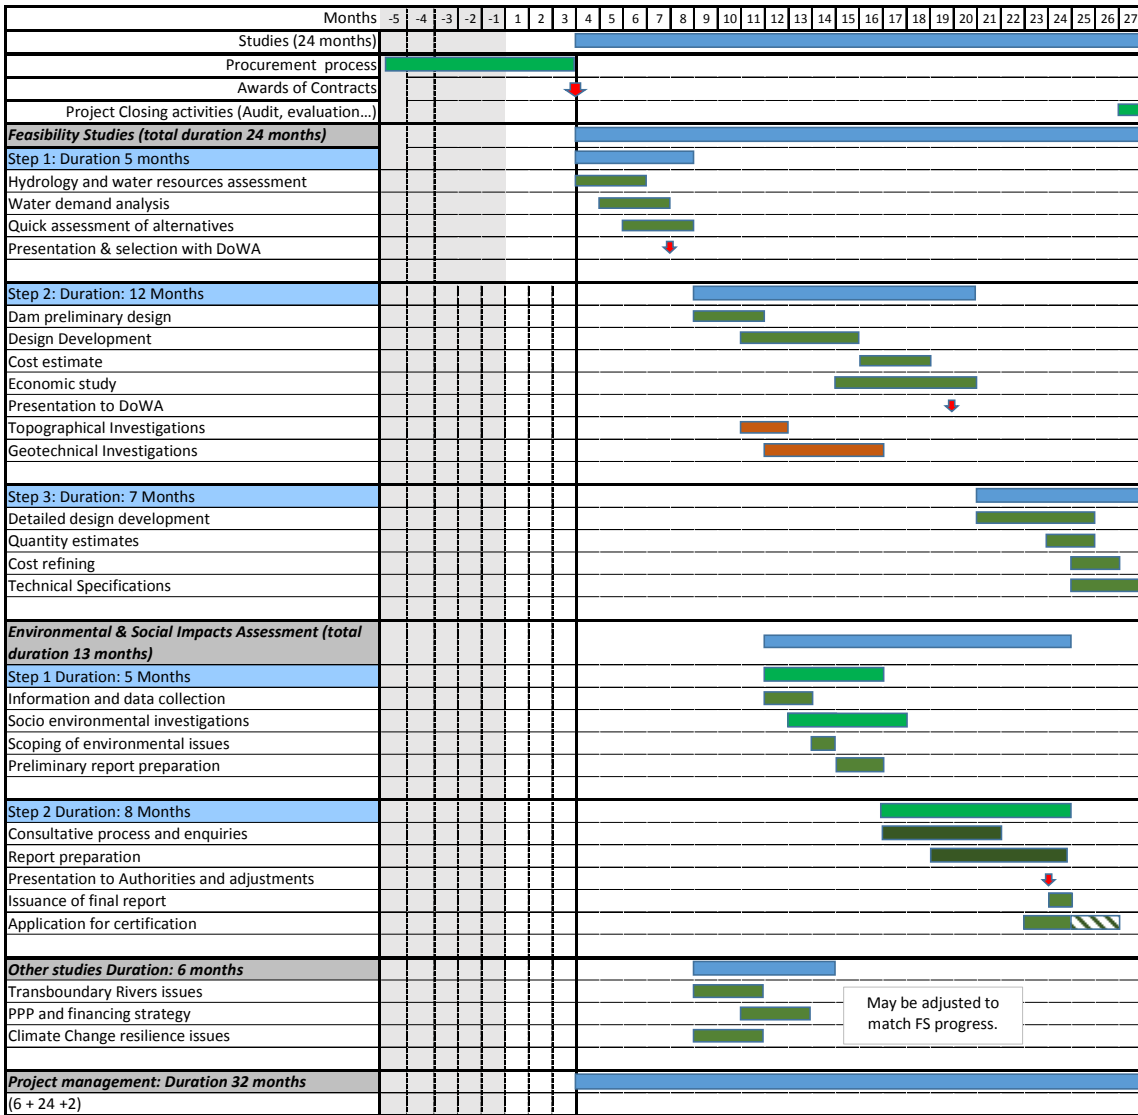 Months -5 -4 -3 -2 -1 1 2 3 4 5 6 7 8 9 10 11 12 13 14 15 16 17 18 19 20 21 22 23 24 25 26 27
Studies (24 months)
Procurement process
Awards of Contracts
Project Closing activities (Audit, evaluation...)
Feasibility Studies (total duration 24 months)
Step 1: Duration 5 months
Hydrology and water resources assessment
Water demand analysis
Quick assessment of alternatives
Presentation & selection with DoWA
Step 2: Duration: 12 Months
Dam preliminary design
Design Development
Cost estimate
Economic study
Presentation to DoWA
Topographical Investigations
Geotechnical Investigations
Step 3: Duration: 7 Months
Detailed design development
Quantity estimates
Cost refining
Technical Specifications
Environmental & Social Impacts Assessment (total
duration 13 months)
Step 1 Duration: 5 Months
Information and data collection
Socio environmental investigations
Scoping of environmental issues
Preliminary report preparation
Step 2 Duration: 8 Months
Consultative process and enquiries
Report preparation
Presentation to Authorities and adjustments
Issuance of final report
Application for certification
Other studies Duration: 6 months
Transboundary Rivers issues
PPP and financing strategy
Climate Change resilience issues
May be adjusted to
match FS progress.
Project management: Duration 32 months
(6 + 24 +2)